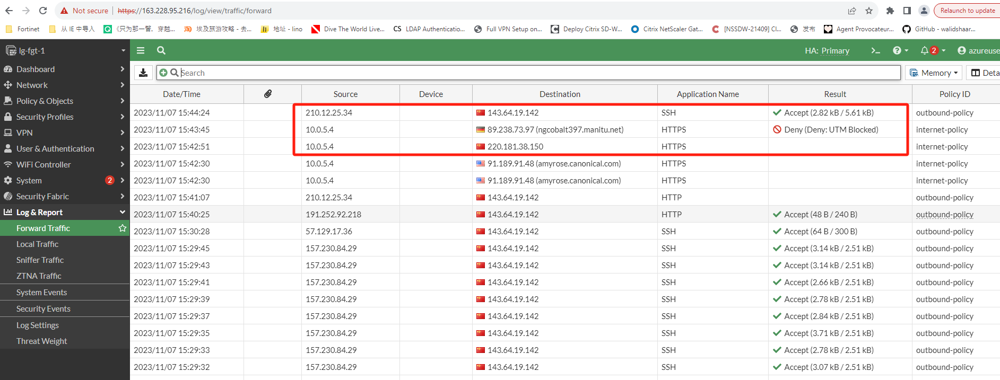 Not secure | https://163.228.95.216/log/view/traffic/forward Relaunch to update
Fortinet 从 IE 中导入 《只为那一瞥，穿越... 埃及旅游攻略 - 去... 地址 - lino Dive The World Live... CS LDAP Authentication... Full VPN Setup on... Deploy Citrix SD-W... Citrix NetScaler Gat... [NSSDW-21409] Cl... 发布 Agent Provocateur... GitHub - walidshaar...
lg-fgt-1 HA: Primary >_ 2 azureuse
Dashboard
Network
Policy & Objects
Security Profiles
VPN
User & Authentication
WiFi Controller
System 2
Security Fabric
Log & Report
Forward Traffic
Local Traffic
Sniffer Traffic
ZTNA Traffic
System Events
Security Events
Log Settings
Threat Weight
Search Memory Deta
Date/Time Source Device Destination Application Name Result Policy ID
2023/11/07 15:44:24 210.12.25.34 143.64.19.142 SSH Accept (2.82 kB / 5.61 kB) outbound-policy
2023/11/07 15:43:45 10.0.5.4 89.238.73.97 (ngcobalt397.manitu.net) HTTPS Deny (Deny: UTM Blocked) internet-policy
2023/11/07 15:42:51 10.0.5.4 220.181.38.150 HTTPS internet-policy
2023/11/07 15:42:30 10.0.5.4 91.189.91.48 (amyrose.canonical.com) HTTPS internet-policy
2023/11/07 15:42:30 10.0.5.4 91.189.91.48 (amyrose.canonical.com) HTTPS internet-policy
2023/11/07 15:41:07 210.12.25.34 143.64.19.142 HTTP outbound-policy
2023/11/07 15:40:25 191.252.92.218 143.64.19.142 HTTP Accept (48 B / 240 B) outbound-policy
2023/11/07 15:30:28 57.129.17.36 143.64.19.142 SSH Accept (64 B / 300 B) outbound-policy
2023/11/07 15:29:45 157.230.84.29 143.64.19.142 SSH Accept (3.14 kB / 2.51 kB) outbound-policy
2023/11/07 15:29:43 157.230.84.29 143.64.19.142 SSH Accept (3.14 kB / 2.51 kB) outbound-policy
2023/11/07 15:29:41 157.230.84.29 143.64.19.142 SSH Accept (2.66 kB / 2.51 kB) outbound-policy
2023/11/07 15:29:39 157.230.84.29 143.64.19.142 SSH Accept (2.78 kB / 2.51 kB) outbound-policy
2023/11/07 15:29:37 157.230.84.29 143.64.19.142 SSH Accept (2.84 kB / 2.51 kB) outbound-policy
2023/11/07 15:29:35 157.230.84.29 143.64.19.142 SSH Accept (3.71 kB / 2.51 kB) outbound-policy
2023/11/07 15:29:33 157.230.84.29 143.64.19.142 SSH Accept (2.78 kB / 2.51 kB) outbound-policy
2023/11/07 15:29:32 157.230.84.29 143.64.19.142 SSH Accept (3.07 kB / 2.51 kB) outbound-policy